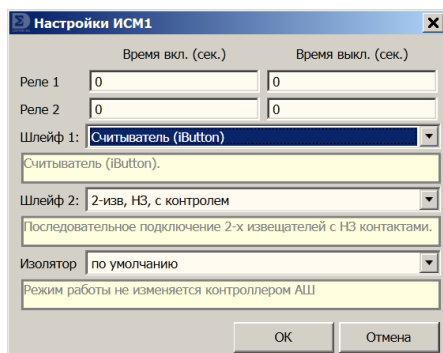 Настройки ИСМ1
Время вкл. (сек.) Время выкл. (сек.)
Реле 1 0 0
Реле 2 0 0
Шлейф 1: Считыватель (iButton)
Считыватель (iButton).
Шлейф 2: 2-изв, НЗ, с контролем
Последовательное подключение 2-х извещателей с НЗ контактами.
Изолятор по умолчанию
Режим работы не изменяется контроллером АШ
ОК Отмена